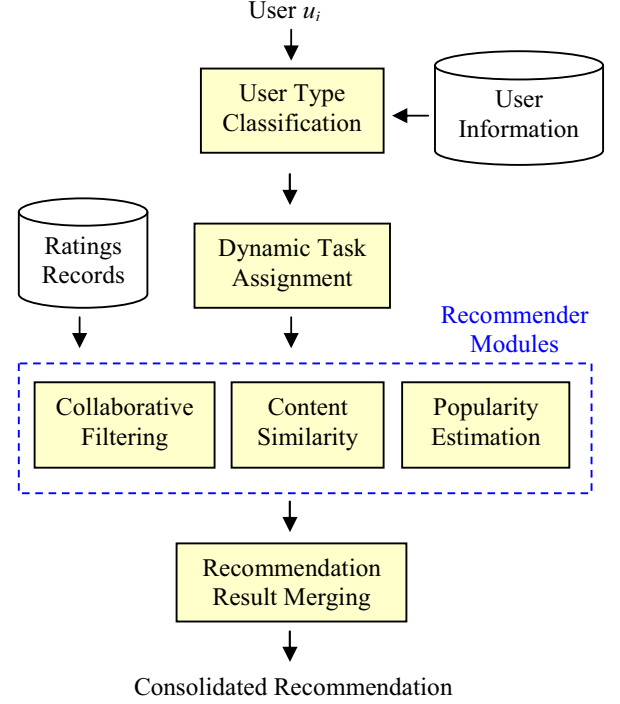 User ui
User Type
Classification
User
Information
Ratings
Records
Dynamic Task
Assignment
Recommender
Modules
Collaborative
Filtering
Content
Similarity
Popularity
Estimation
Recommendation
Result Merging
Consolidated Recommendation